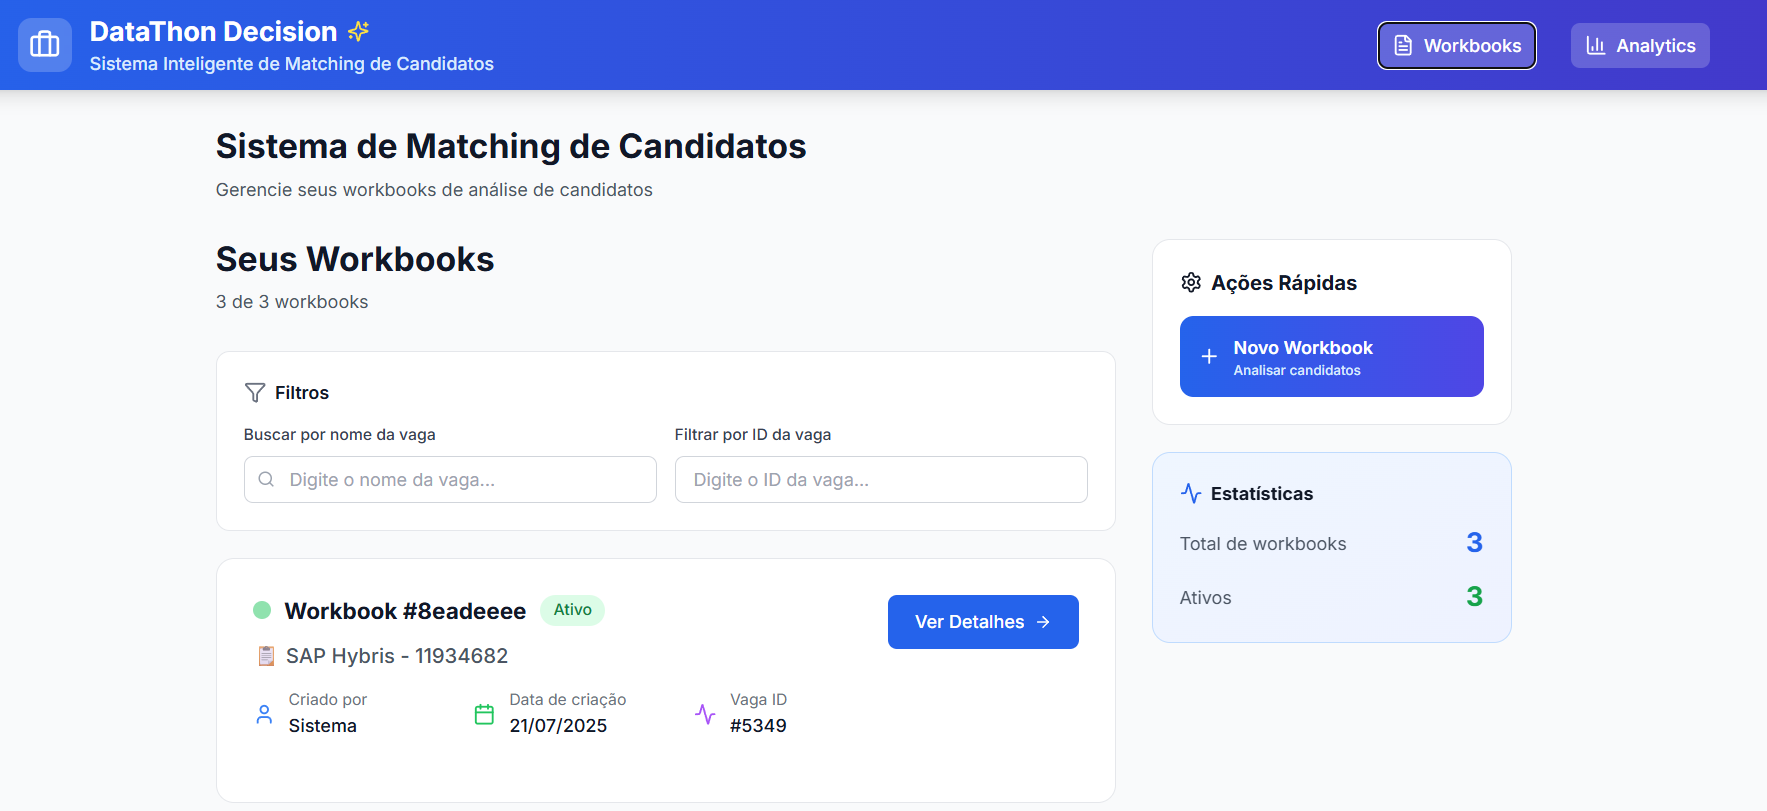 DataThon Decision
Sistema Inteligente de Matching de Candidatos
Workbooks
Analytics
Sistema de Matching de Candidatos
Gerencie seus workbooks de análise de candidatos
Seus Workbooks
3 de 3 workbooks
Filtros
Buscar por nome da vaga
Filtrar por ID da vaga
Digite o nome da vaga...
Digite o ID da vaga...
Workbook #8eadeeee
Ativo
Ver Detalhes
SAP Hybris - 11934682
Criado por
Sistema
Data de criação
21/07/2025
Vaga ID
#5349
Ações Rápidas
Novo Workbook
Analisar candidatos
Estatísticas
Total de workbooks
3
Ativos
3